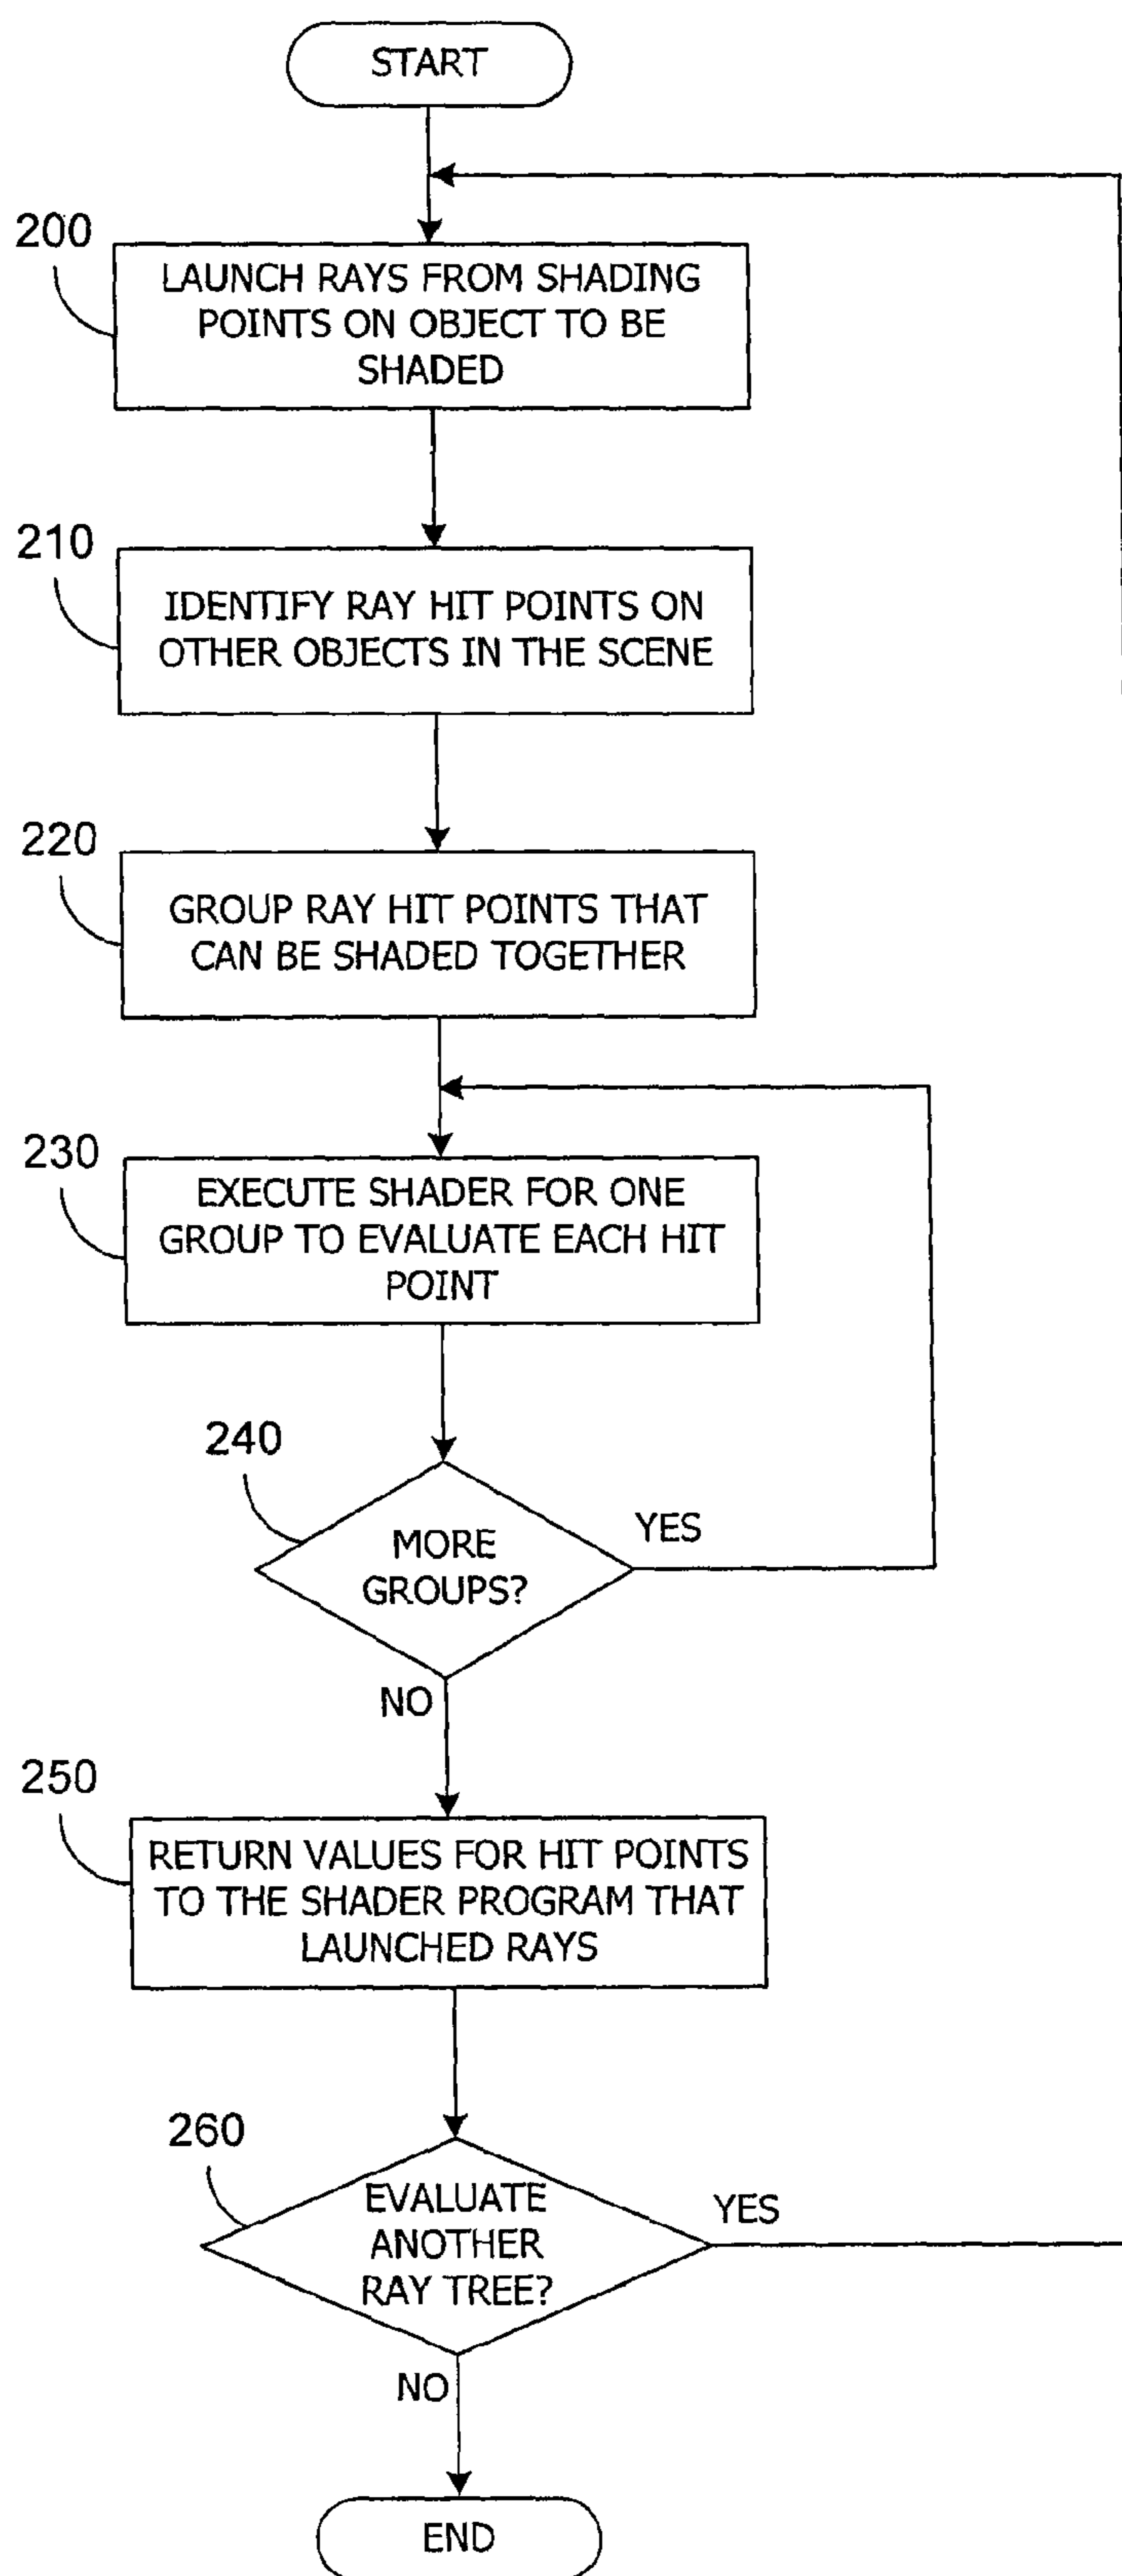 START
200
LAUNCH RAYS FROM SHADING
POINTS ON OBJECT TO BE
SHADED
210
IDENTIFY RAY HIT POINTS ON
OTHER OBJECTS IN THE SCENE
220
GROUP RAY HIT POINTS THAT
CAN BE SHADED TOGETHER
230
EXECUTE SHADER FOR ONE
GROUP TO EVALUATE EACH HIT
POINT
240
MORE
GROUPS?
YES
NO
250
RETURN VALUES FOR HIT POINTS
TO THE SHADER PROGRAM THAT
LAUNCHED RAYS
260
EVALUATE
ANOTHER
RAY TREE?
YES
NO
END